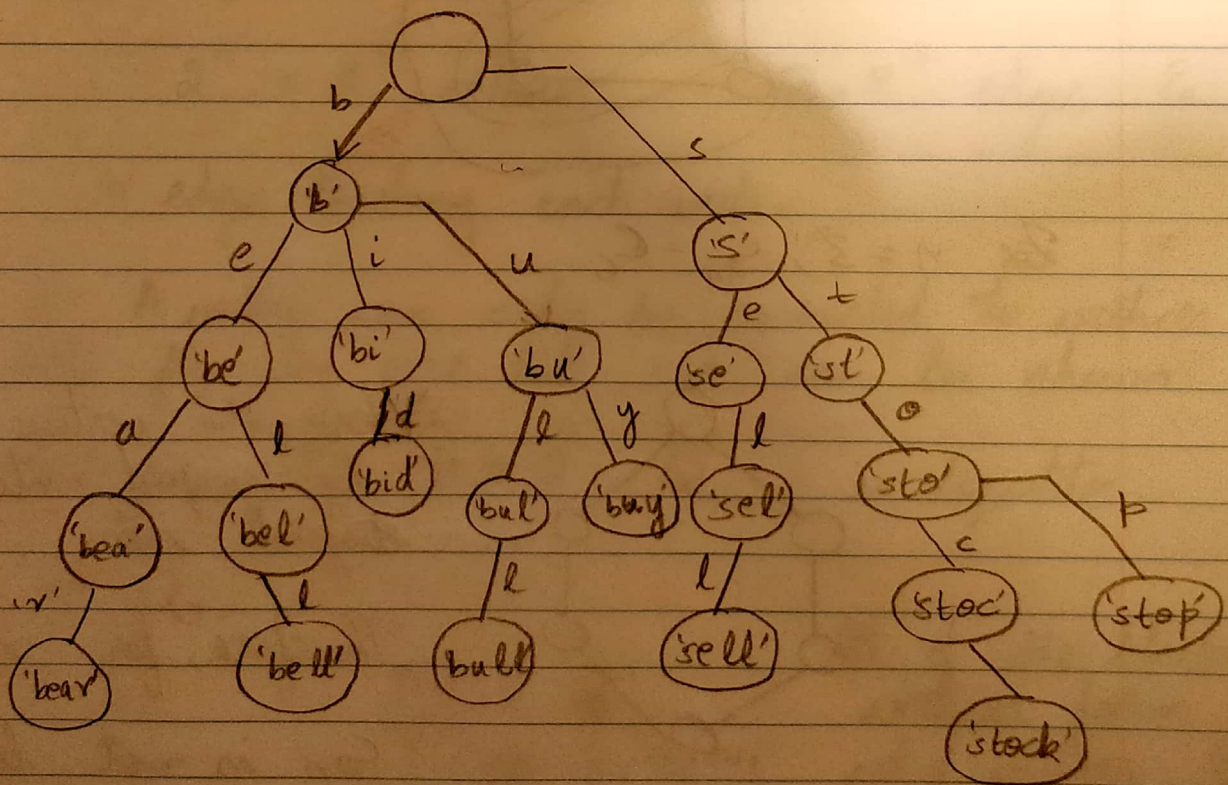 b
s
'b'
e
i
u
's'
e
t
'be'
'bi'
'bu'
'se'
'st'
a
l
d
l
y
l
o
'bid'
'bea'
'bel'
'bul'
'buy'
'sel'
'sto'
p
'r'
l
l
l
c
'stoc'
'stop'
'bear'
'bell'
'bull'
'sell'
'stock'